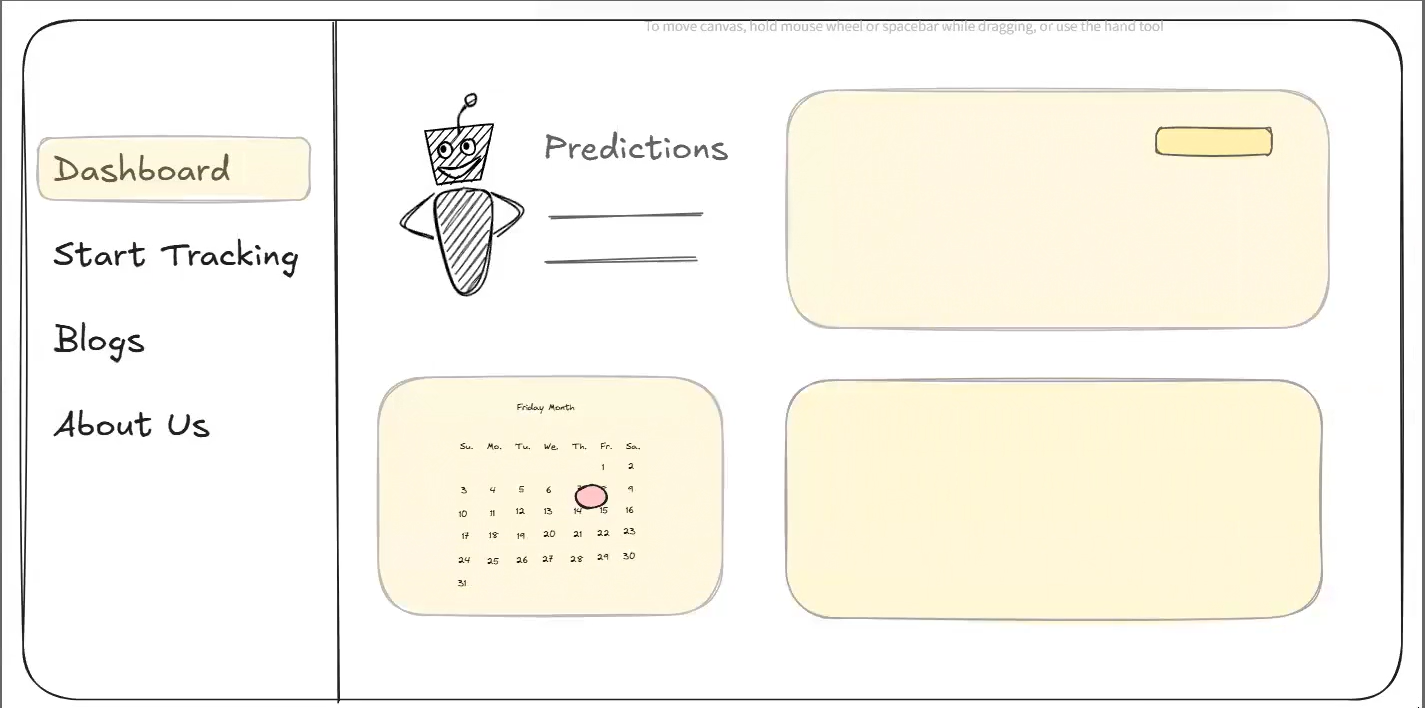 To move canvas, hold mouse wheel or spacebar while dragging, or use the hand tool
Dashboard
Start Tracking
Blogs
About Us
Predictions
Friday Month
Su. Mo. Tu. We. Th. Fr. Sa.
1 2
3 4 5 6 9
10 11 12 13 14 15 16
17 18 19 20 21 22 23
24 25 26 27 28 29 30
31